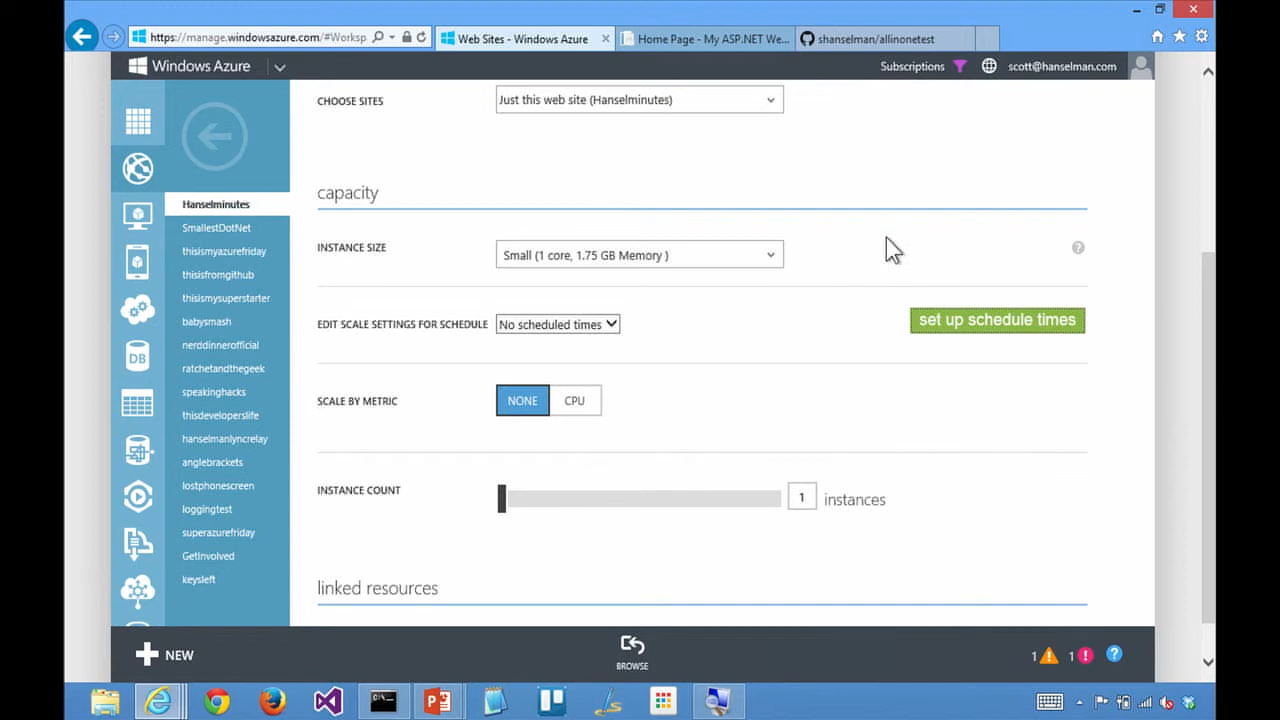 https://manage.windowsazure.com/#Worksp
Web Sites - Windows Azure
Home Page - My ASP.NET We...
shanselman/allinonetest
Windows Azure
Subscriptions
scott@hanselman.com
CHOOSE SITES
Just this web site (Hanselminutes)
capacity
Hanselminutes
SmallestDotNet
thisismyazurefriday
thisisfromgithub
thisismysuperstarter
babysmash
nerddinnerofficial
ratchetandthegeek
speakinghacks
thisdeveloperslife
hanselmanlyncrelay
anglebrackets
lostphonescreen
loggingtest
superazurefriday
GetInvolved
keysleft
INSTANCE SIZE
Small (1 core, 1.75 GB Memory )
?
EDIT SCALE SETTINGS FOR SCHEDULE
No scheduled times
set up schedule times
SCALE BY METRIC
NONE
CPU
INSTANCE COUNT
1
instances
linked resources
DB
NEW
BROWSE
1 !
1 !
?